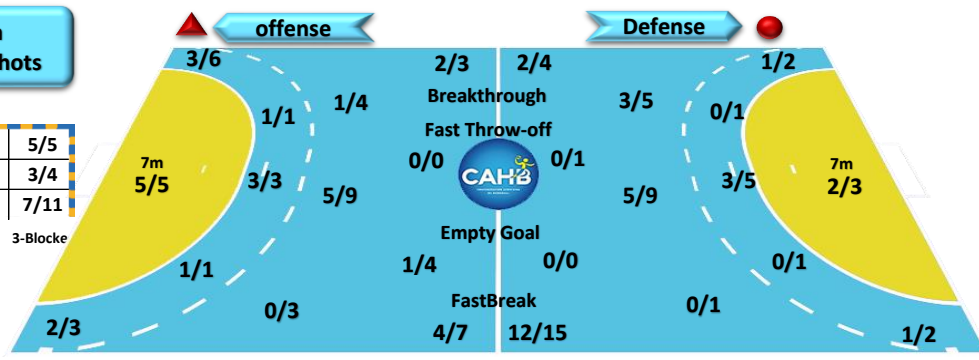 offense
Defense
hots
3/6
2/3
2/4
1/2
Breakthrough
1/1
1/4
3/5
0/1
Fast Throw-off
5/5
3/4
7/11
3-Blocke
0/0
0/1
7m
5/5
3/3
5/9
CAHB
5/9
3/5
7m
2/3
Empty Goal
1/1
1/4
0/0
0/1
FastBreak
0/3
0/1
2/3
4/7
12/15
1/2